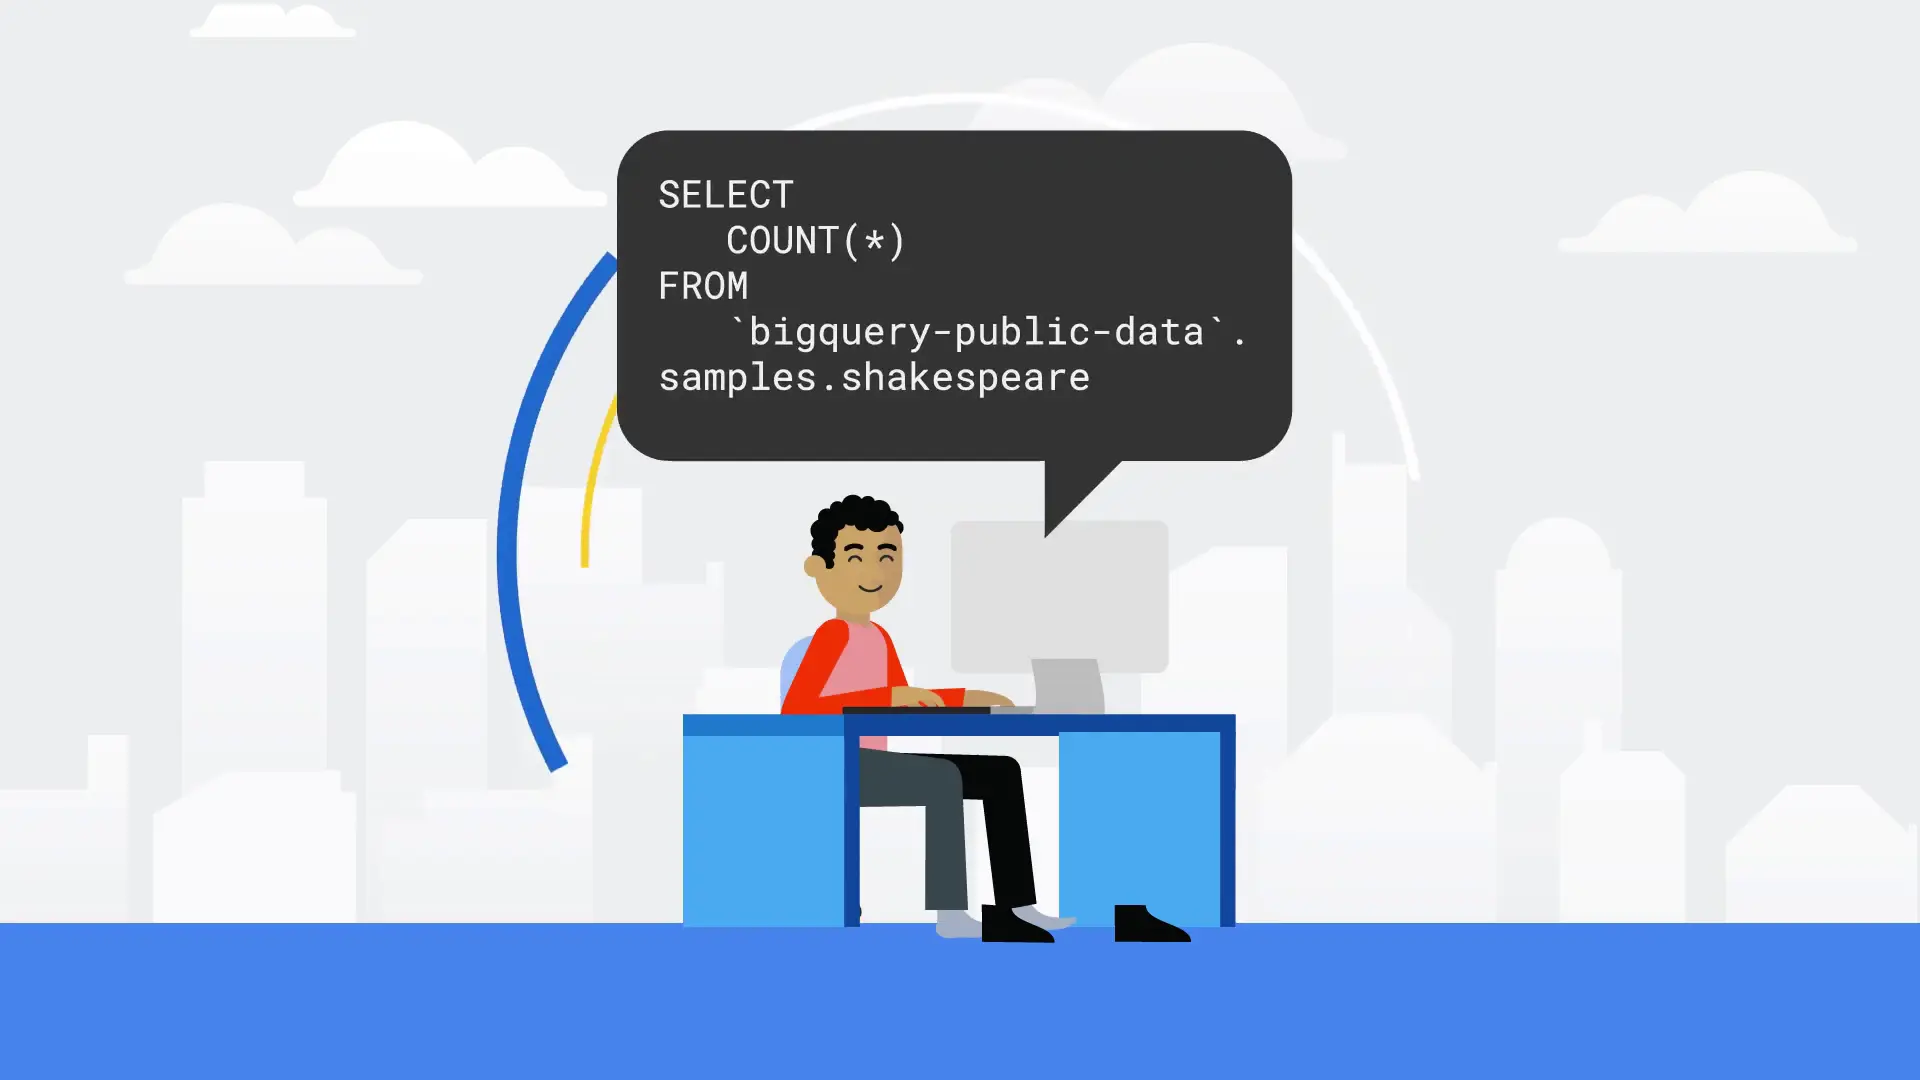 SELECT
COUNT(*)
FROM
`bigquery-public-data`.
samples.shakespeare